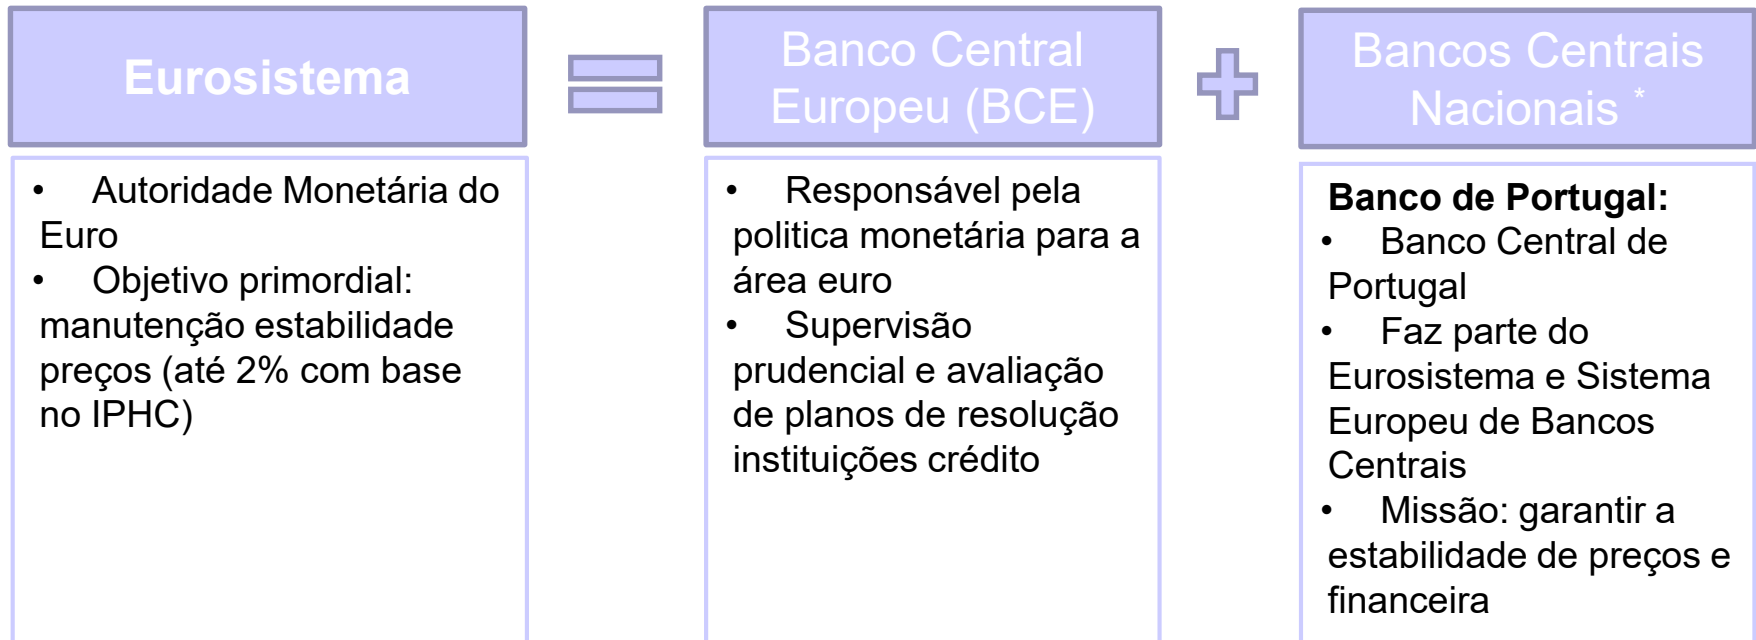 Eurosistema
Banco Central
Europeu (BCE)
Bancos Centrais
Nacionais *
• Autoridade Monetária do
Euro
• Objetivo primordial:
manutenção estabilidade
preços (até 2% com base
no IPHC)
• Responsável pela
politica monetária para a
área euro
• Supervisão
prudencial e avaliação
de planos de resolução
instituições crédito
Banco de Portugal:
• Banco Central de
Portugal
• Faz parte do
Eurosistema e Sistema
Europeu de Bancos
Centrais
• Missão: garantir a
estabilidade de preços e
financeira